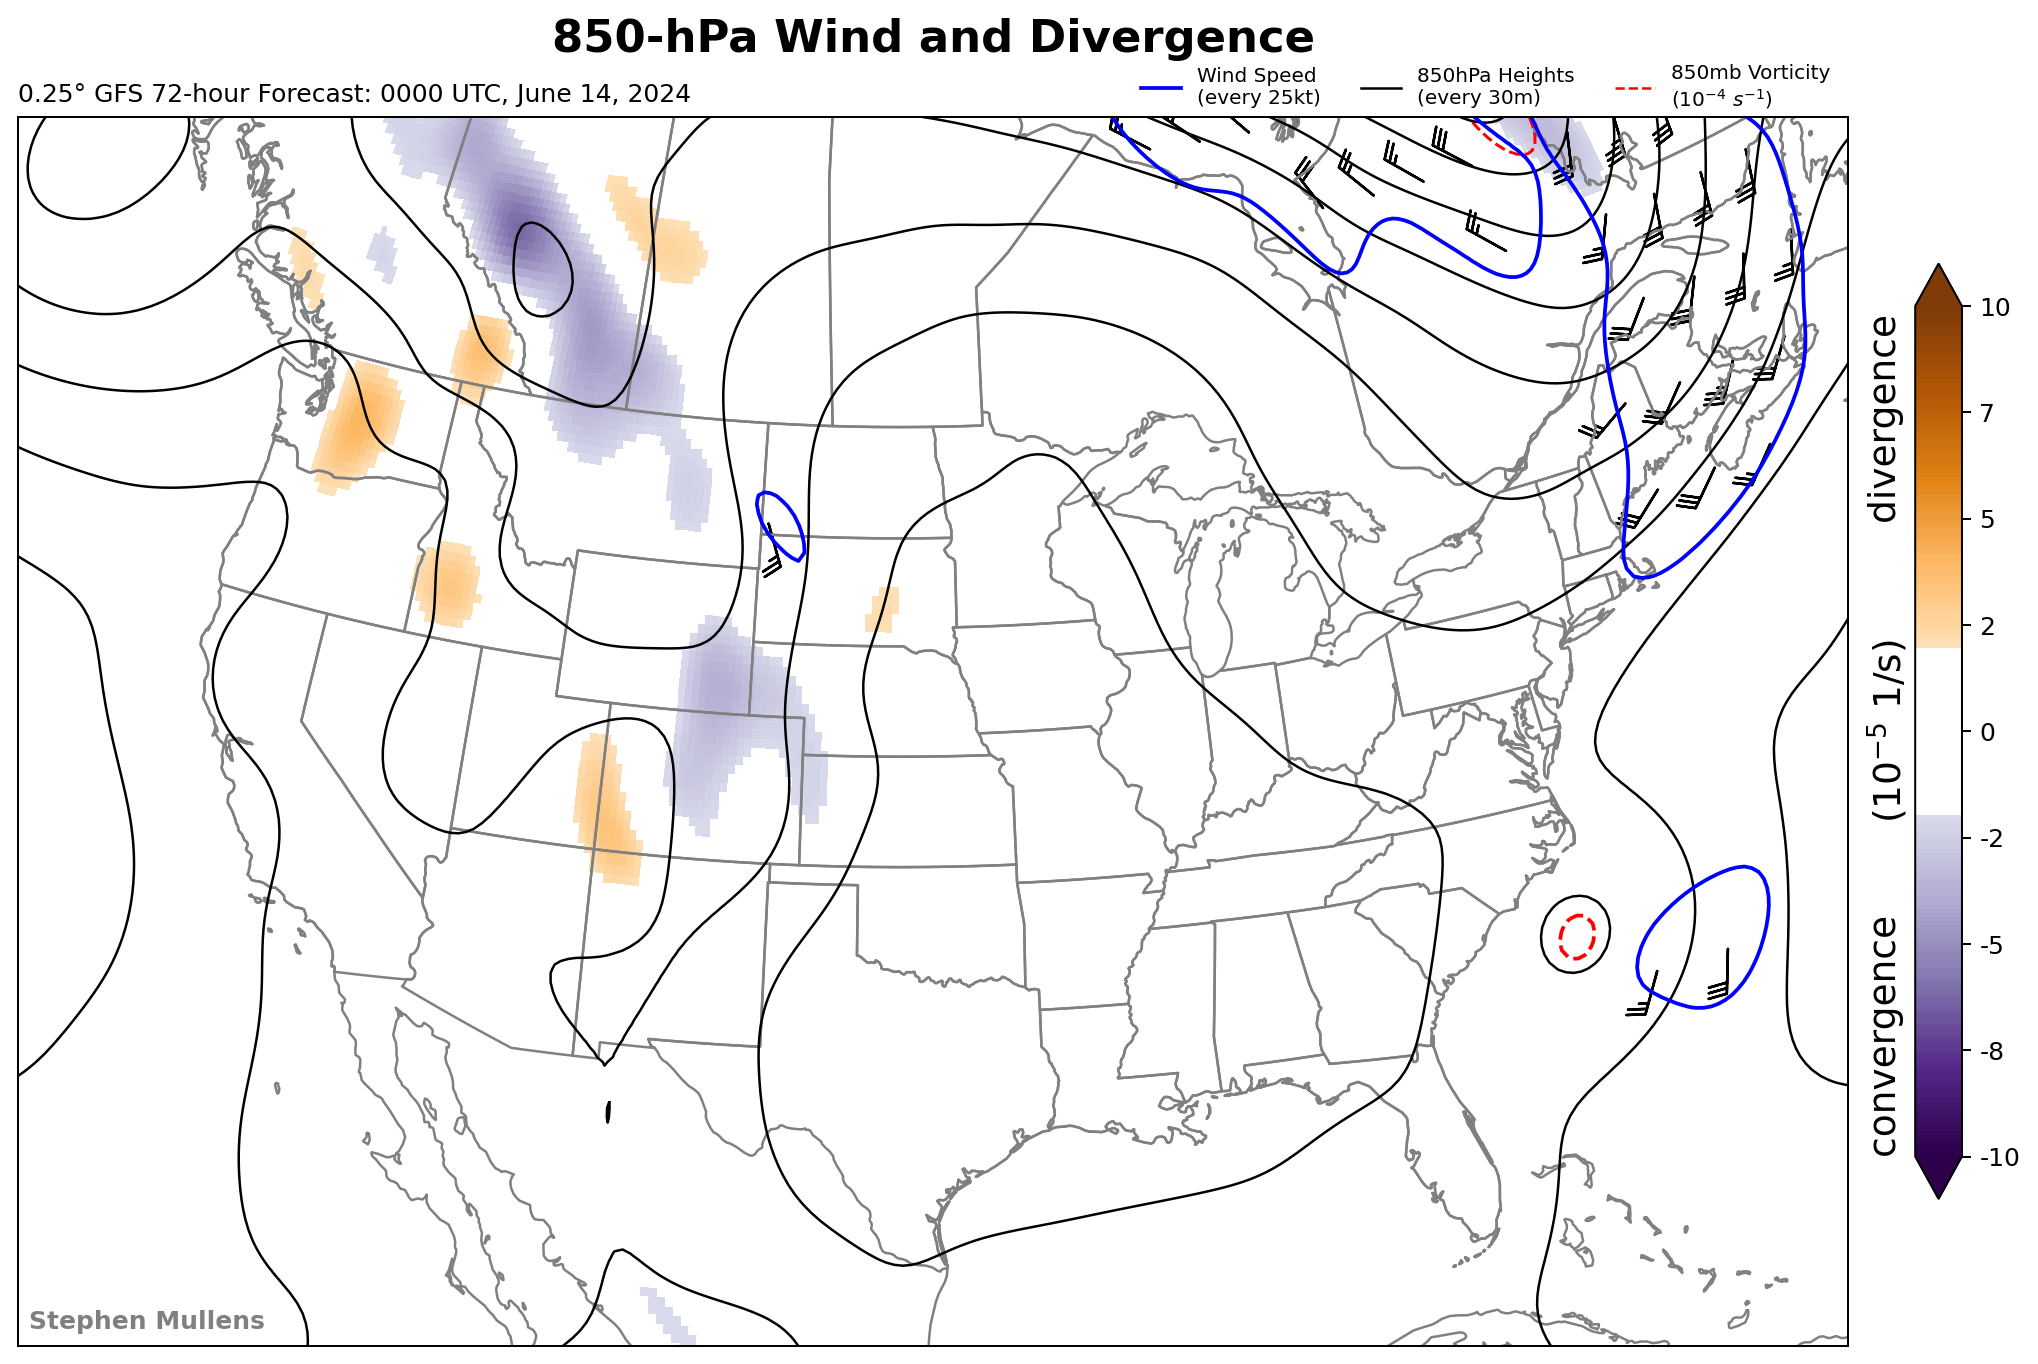 850-hPa Wind and Divergence
0.25° GFS 72-hour Forecast: 0000 UTC, June 14, 2024
Wind Speed
(every 25kt)
850hPa Heights
(every 30m)
850mb Vorticity
(10⁻⁴ s⁻¹)
10
7
5
2
0
-2
-5
-8
-10
convergence (10⁻⁵ 1/s) divergence
Stephen Mullens